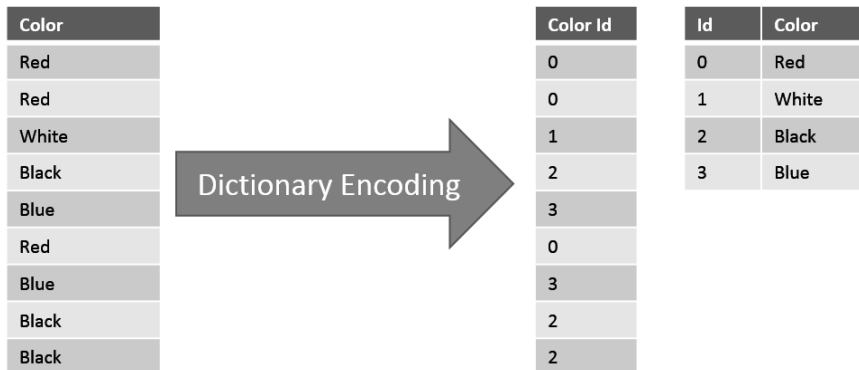 Color
Red
Red
White
Black
Blue
Red
Blue
Black
Black
Dictionary Encoding
Color Id
0
0
1
2
3
0
3
2
2
Id Color
0 Red
1 White
2 Black
3 Blue